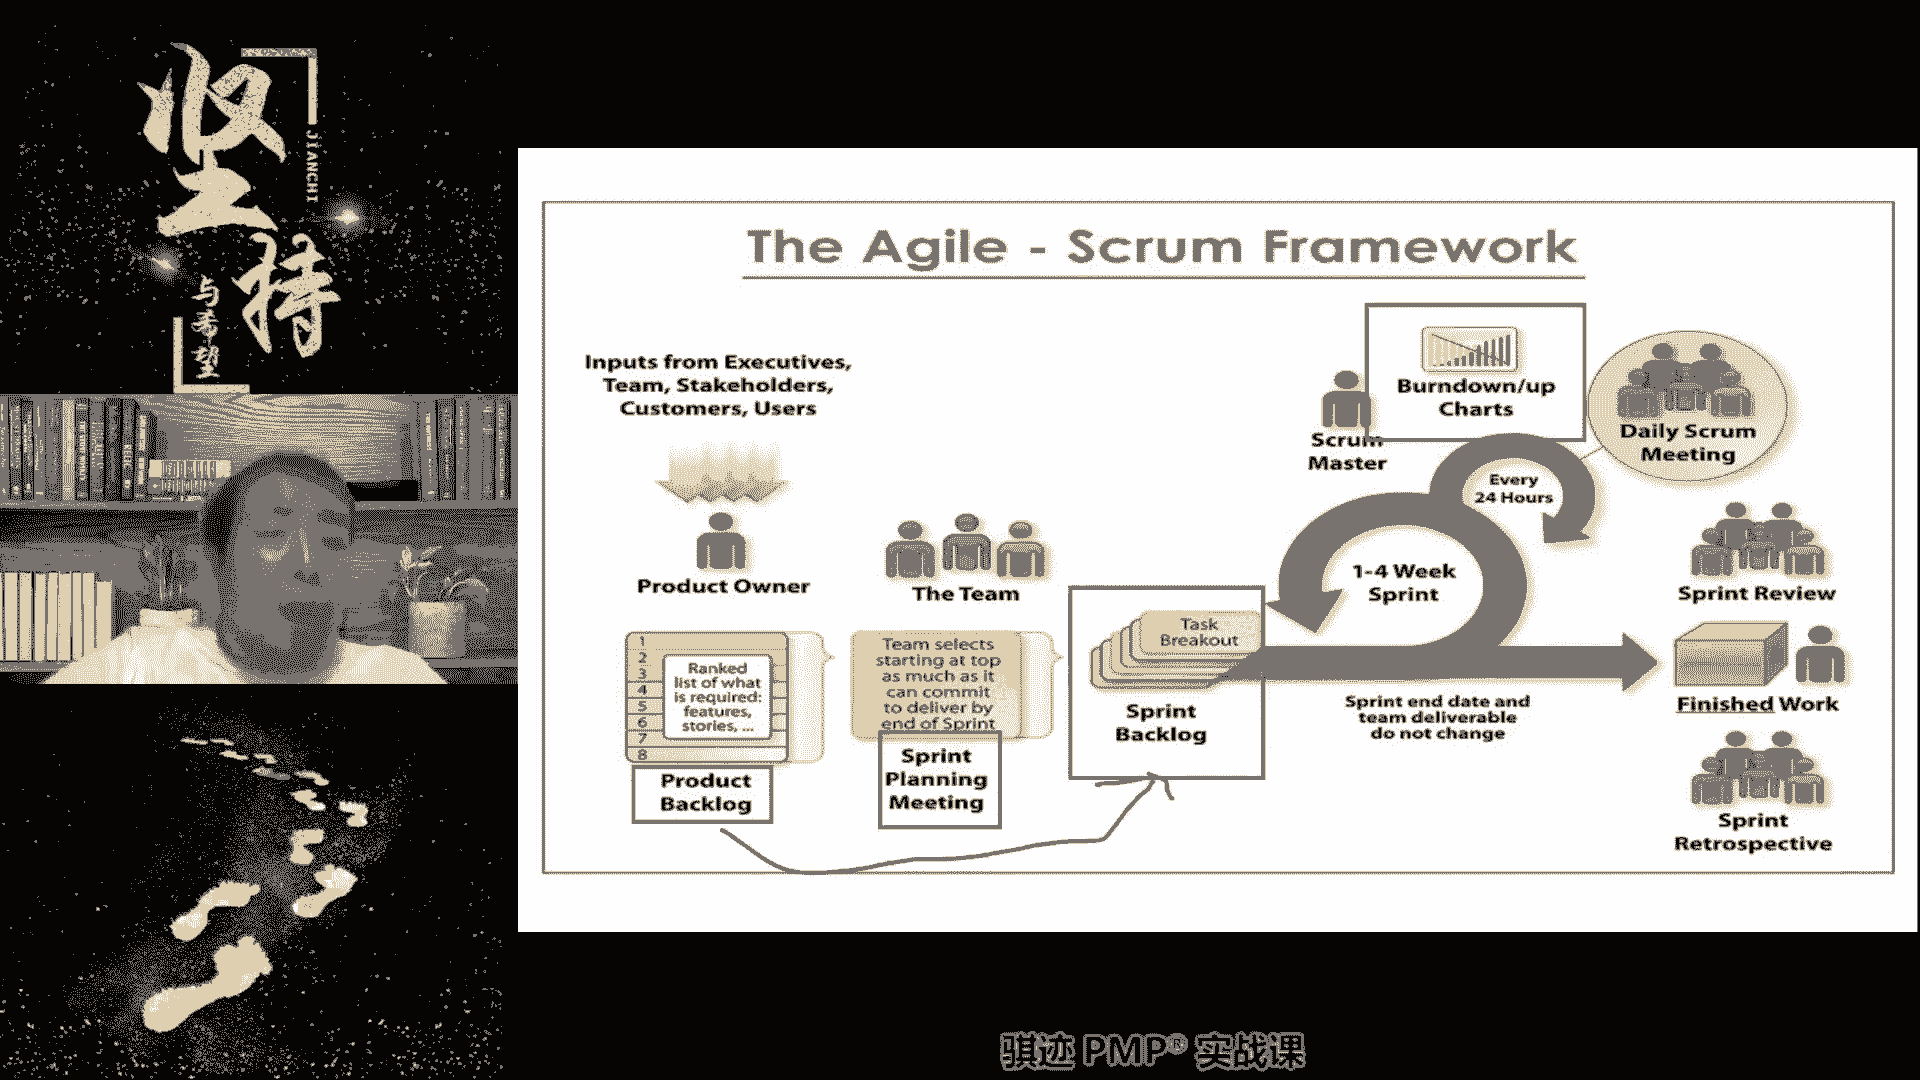 坚持
JIANCHI
与希望
The Agile - Scrum Framework
Inputs from Executives,
Team, Stakeholders,
Customers, Users
Product Owner
The Team
1
2
3
4
5
6
7
8
Ranked
list of what
is required:
features,
stories, ...
Product
Backlog
Team selects
starting at top
as much as it
can commit
to deliver by
end of Sprint
Sprint
Planning
Meeting
Task
Breakout
Sprint
Backlog
Scrum
Master
Burndown/up
Charts
Daily Scrum
Meeting
Every
24 Hours
1-4 Week
Sprint
Sprint end date and
team deliverable
do not change
Sprint Review
Finished Work
Sprint
Retrospective
骐迹 PMP® 实战课